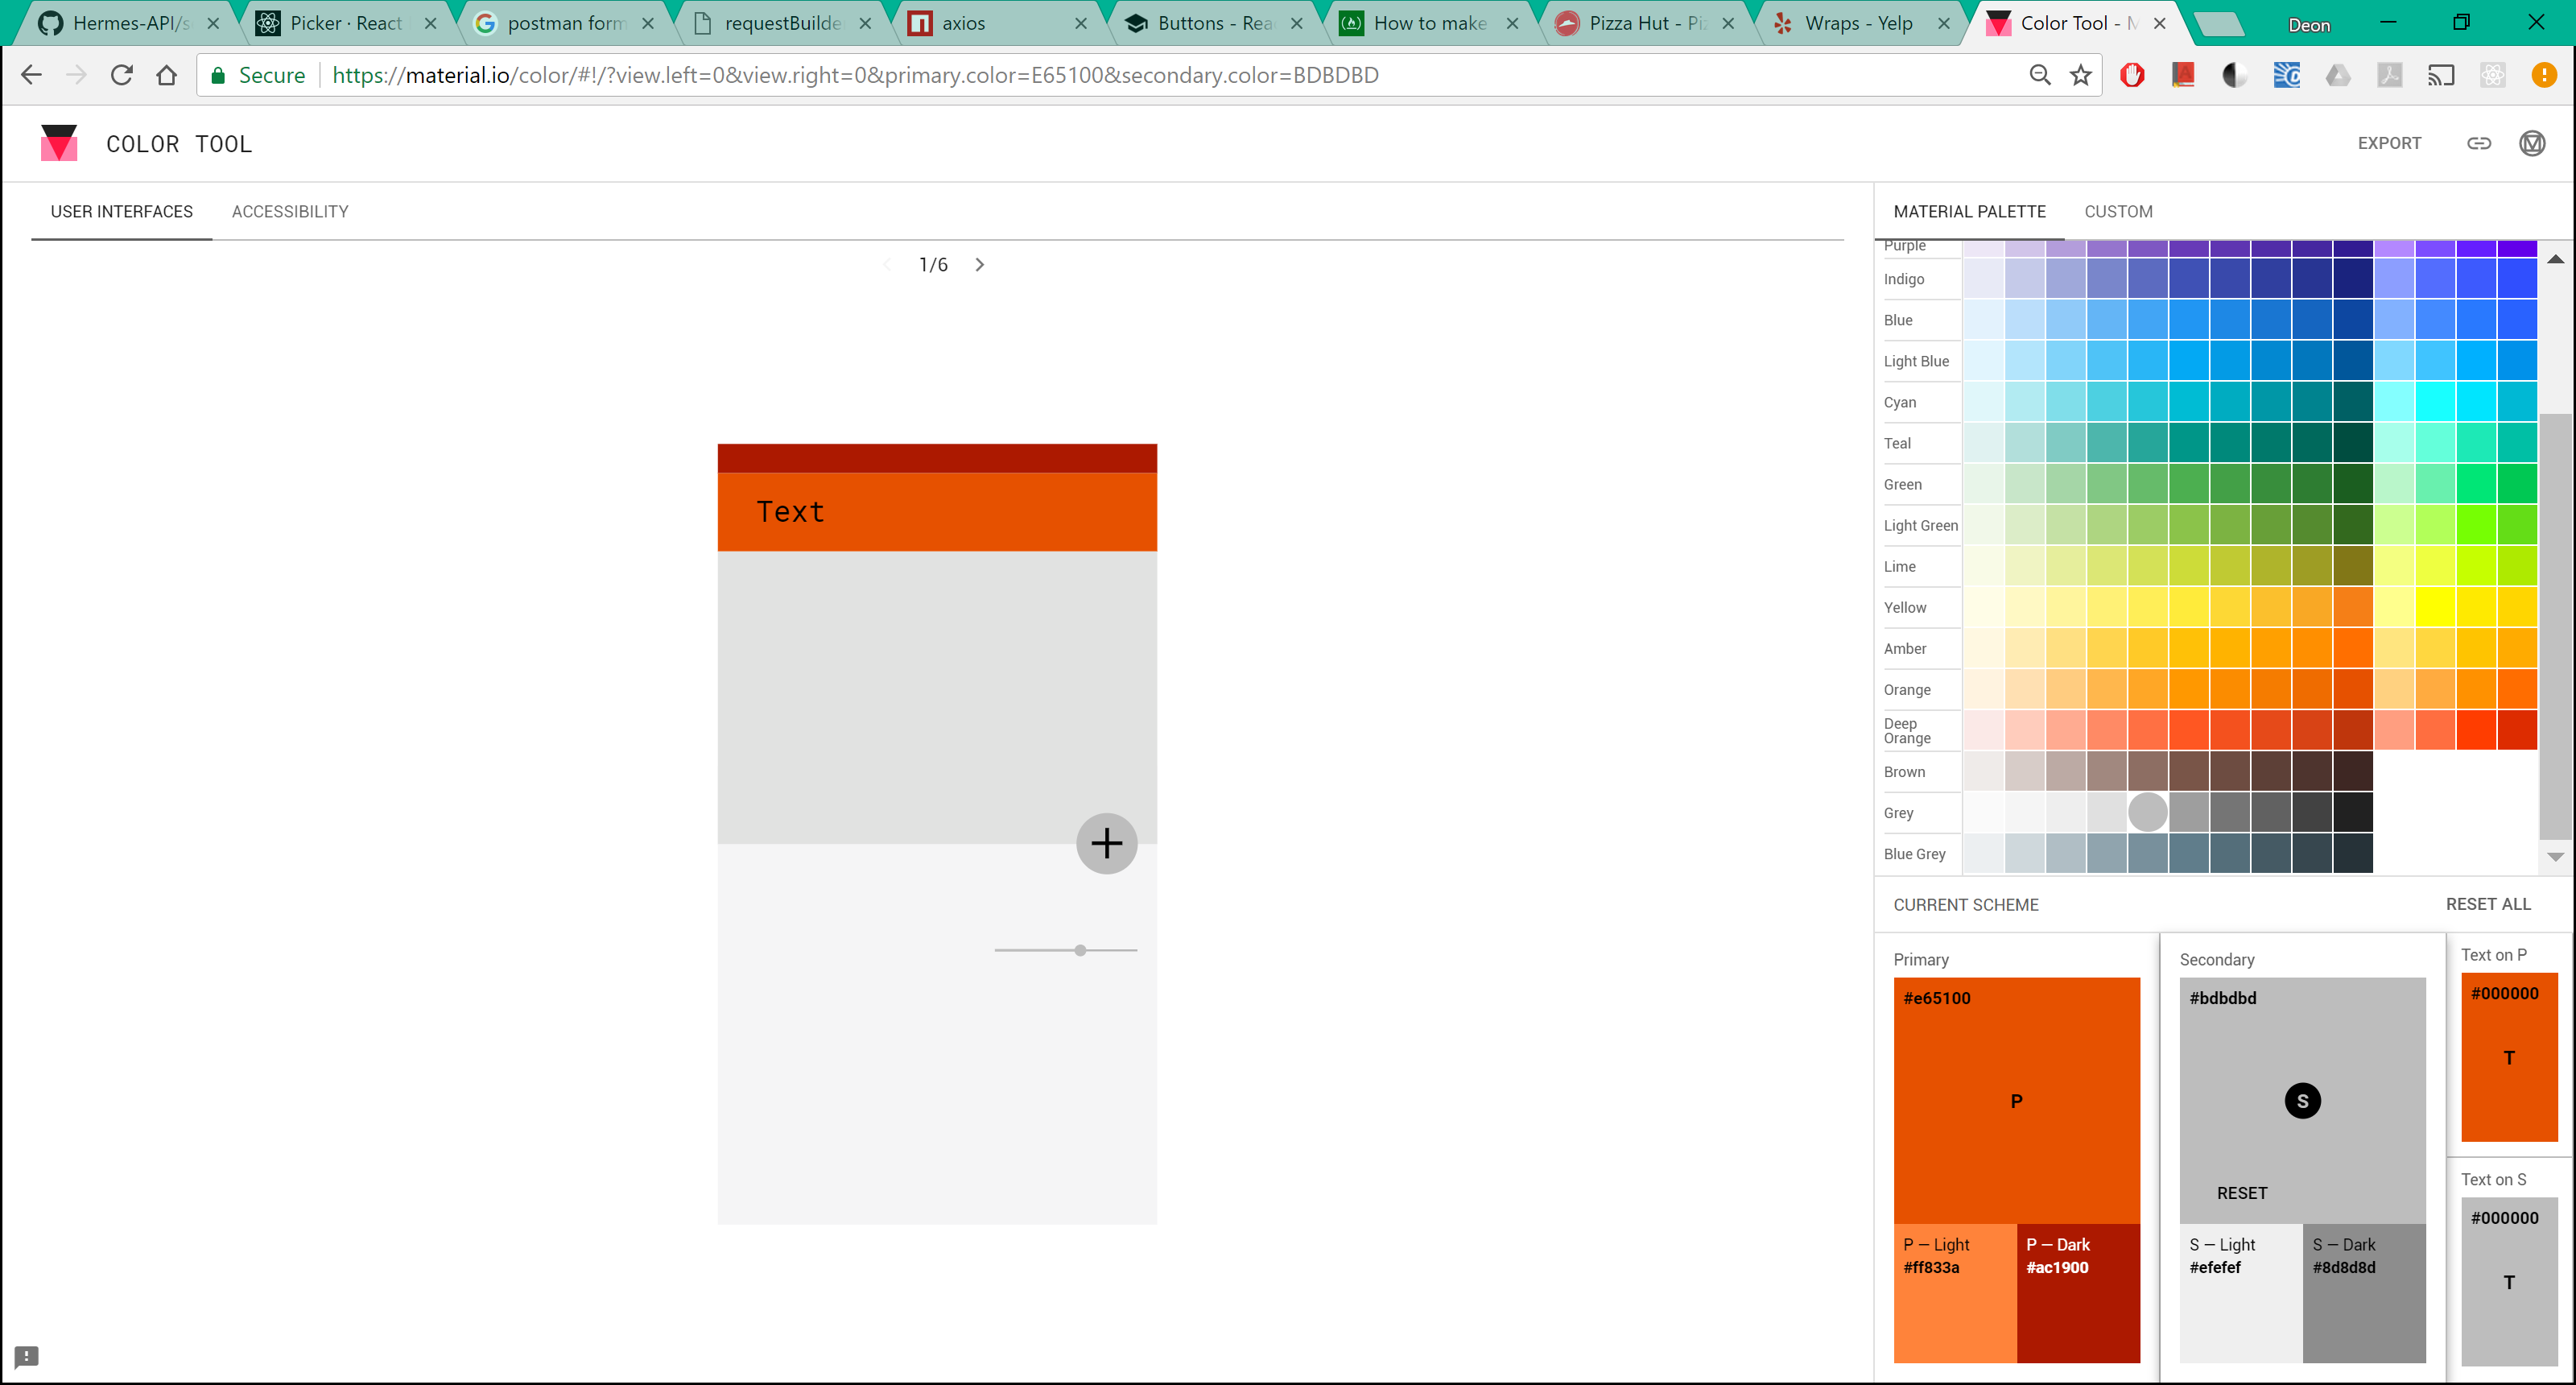 Hermes-API/s
Picker · React
postman form
requestBuilde
axios
Buttons - Rea
How to make
Pizza Hut - Piz
Wraps - Yelp
Color Tool - M
Deon
Secure
https://material.io/color/#!/?view.left=0&view.right=0&primary.color=E65100&secondary.color=BDBDBD
COLOR TOOL
EXPORT
USER INTERFACES
ACCESSIBILITY
MATERIAL PALETTE
CUSTOM
1/6
Text
Purple
Indigo
Blue
Light Blue
Cyan
Teal
Green
Light Green
Lime
Yellow
Amber
Orange
Deep
Orange
Brown
Grey
Blue Grey
CURRENT SCHEME
RESET ALL
Primary
#e65100
P
P — Light
#ff833a
P — Dark
#ac1900
Secondary
#bdbdbd
S
RESET
S — Light
#efefef
S — Dark
#8d8d8d
Text on P
#000000
T
Text on S
#000000
T